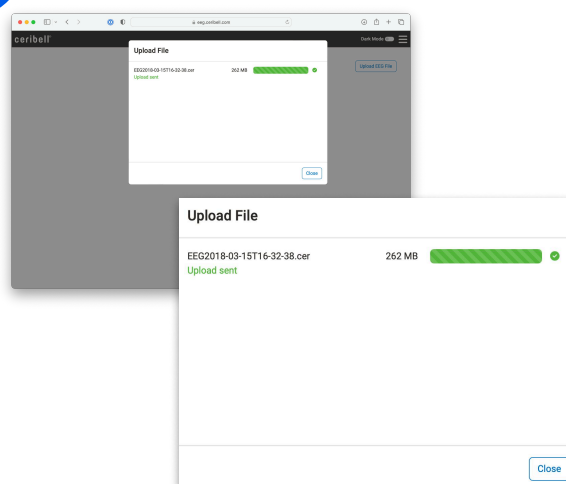 eeg.ceribell.com
ceribell
Dark Mode
Upload EEG File
Upload File
EEG2018-03-15T16-32-38.cer 262 MB
Upload sent
Close
Upload File
EEG2018-03-15T16-32-38.cer 262 MB
Upload sent
Close